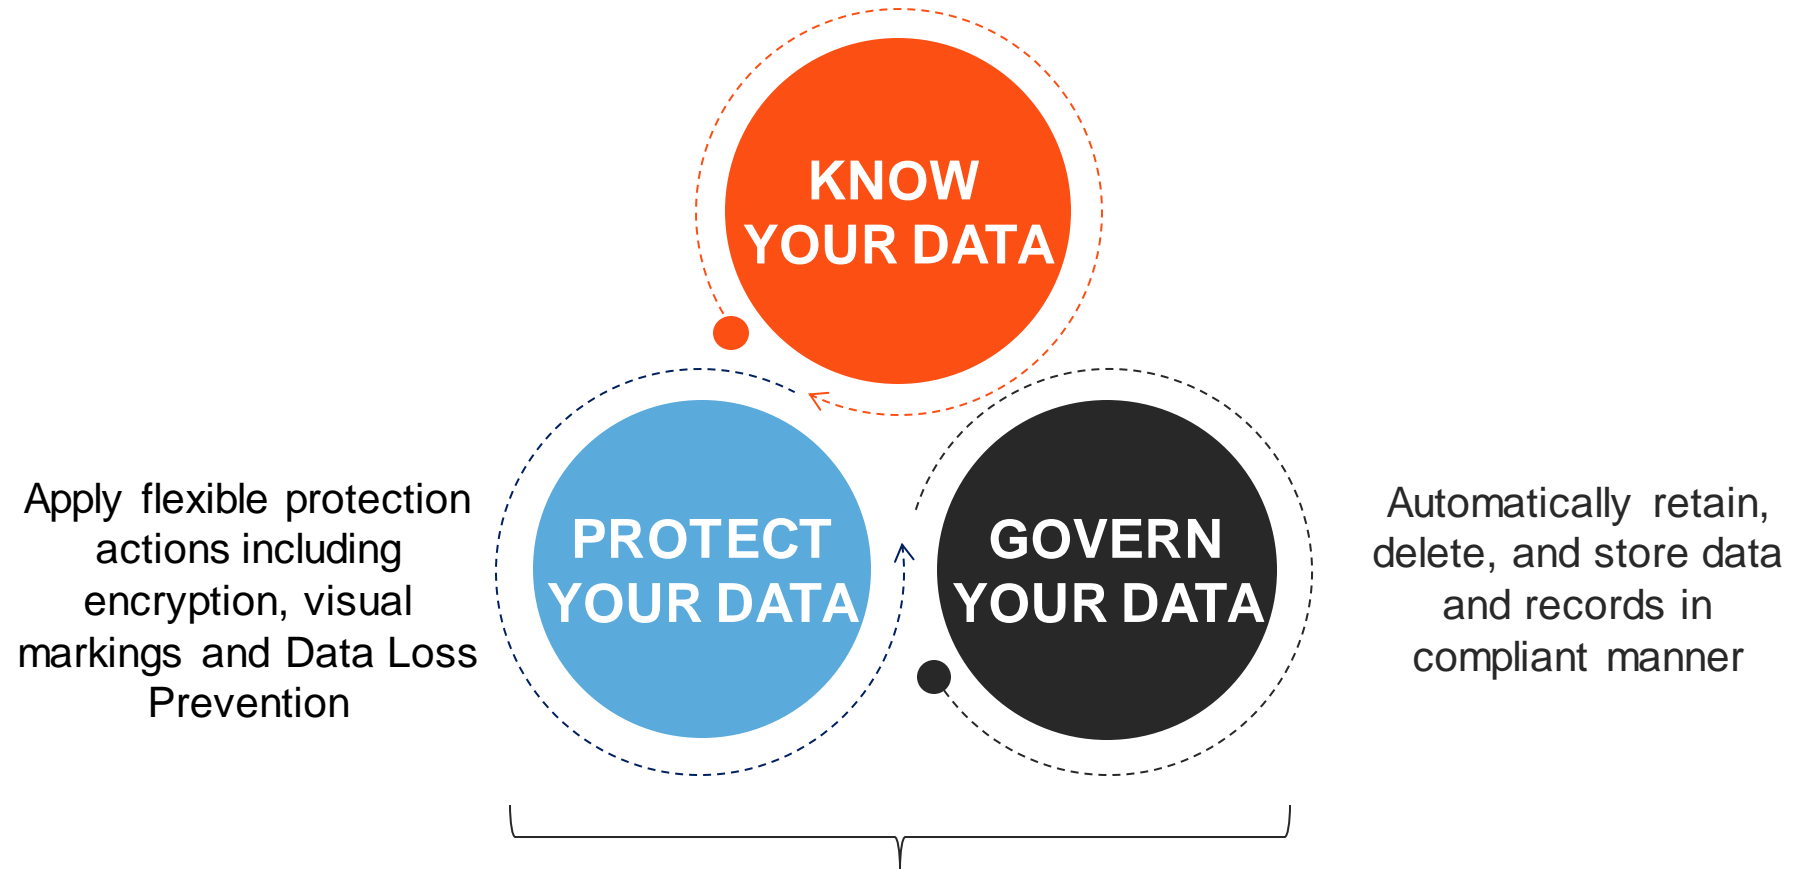 KNOW
YOUR DATA
Apply flexible protection
actions including
encryption, visual
markings and Data Loss
Prevention
PROTECT
YOUR DATA
GOVERN
YOUR DATA
Automatically retain,
delete, and store data
and records in
compliant manner